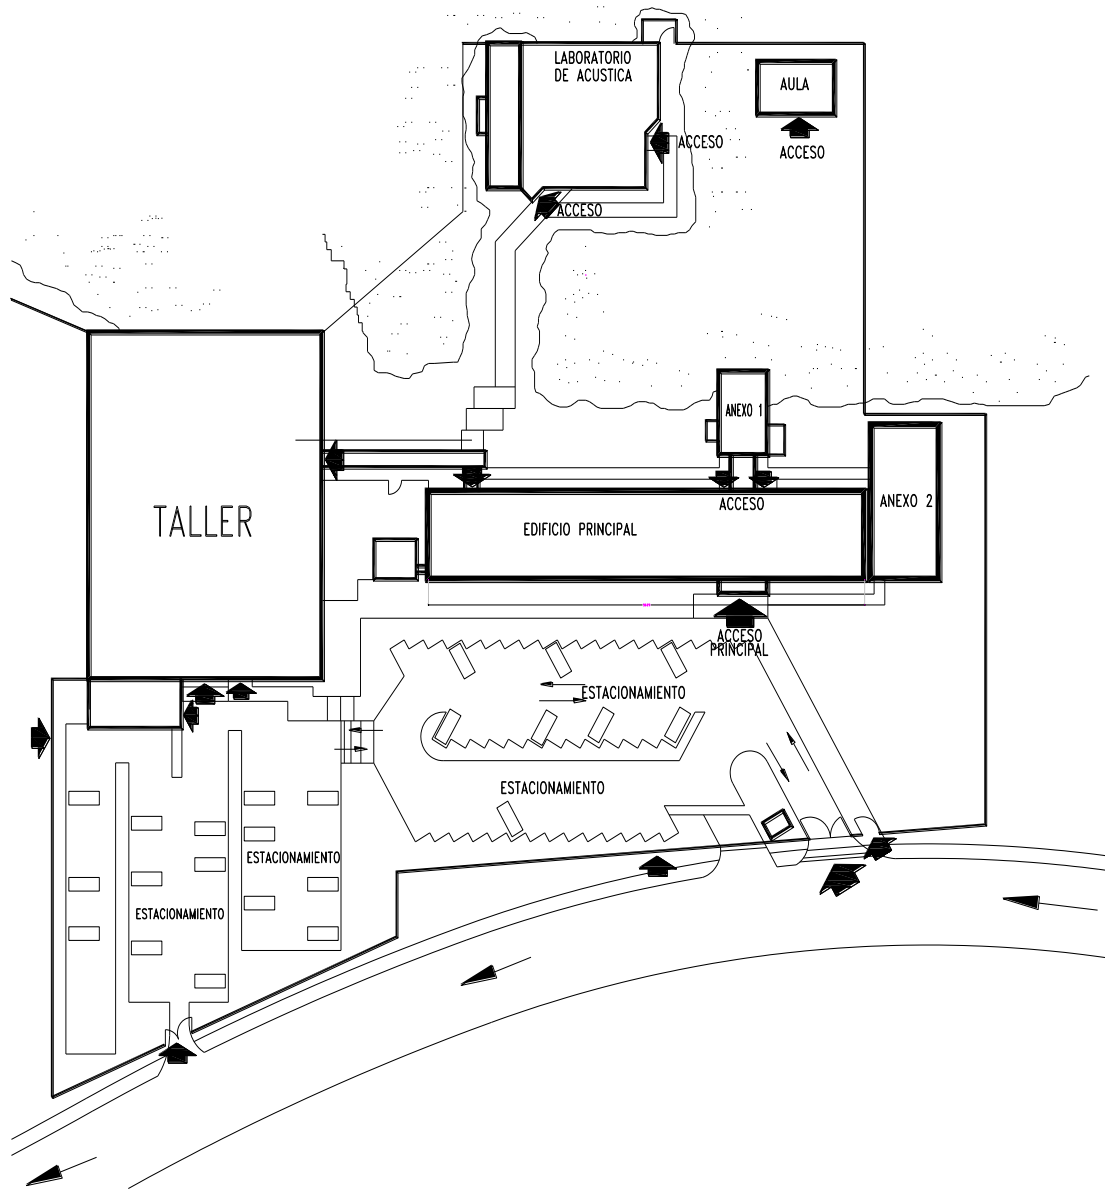 LABORATORIO
DE ACUSTICA
AULA
ACCESO
ACCESO
ACCESO
ANEXO 1
ANEXO 2
ACCESO
TALLER
EDIFICIO PRINCIPAL
ACCESO
PRINCIPAL
ESTACIONAMIENTO
ESTACIONAMIENTO
ESTACIONAMIENTO
ESTACIONAMIENTO